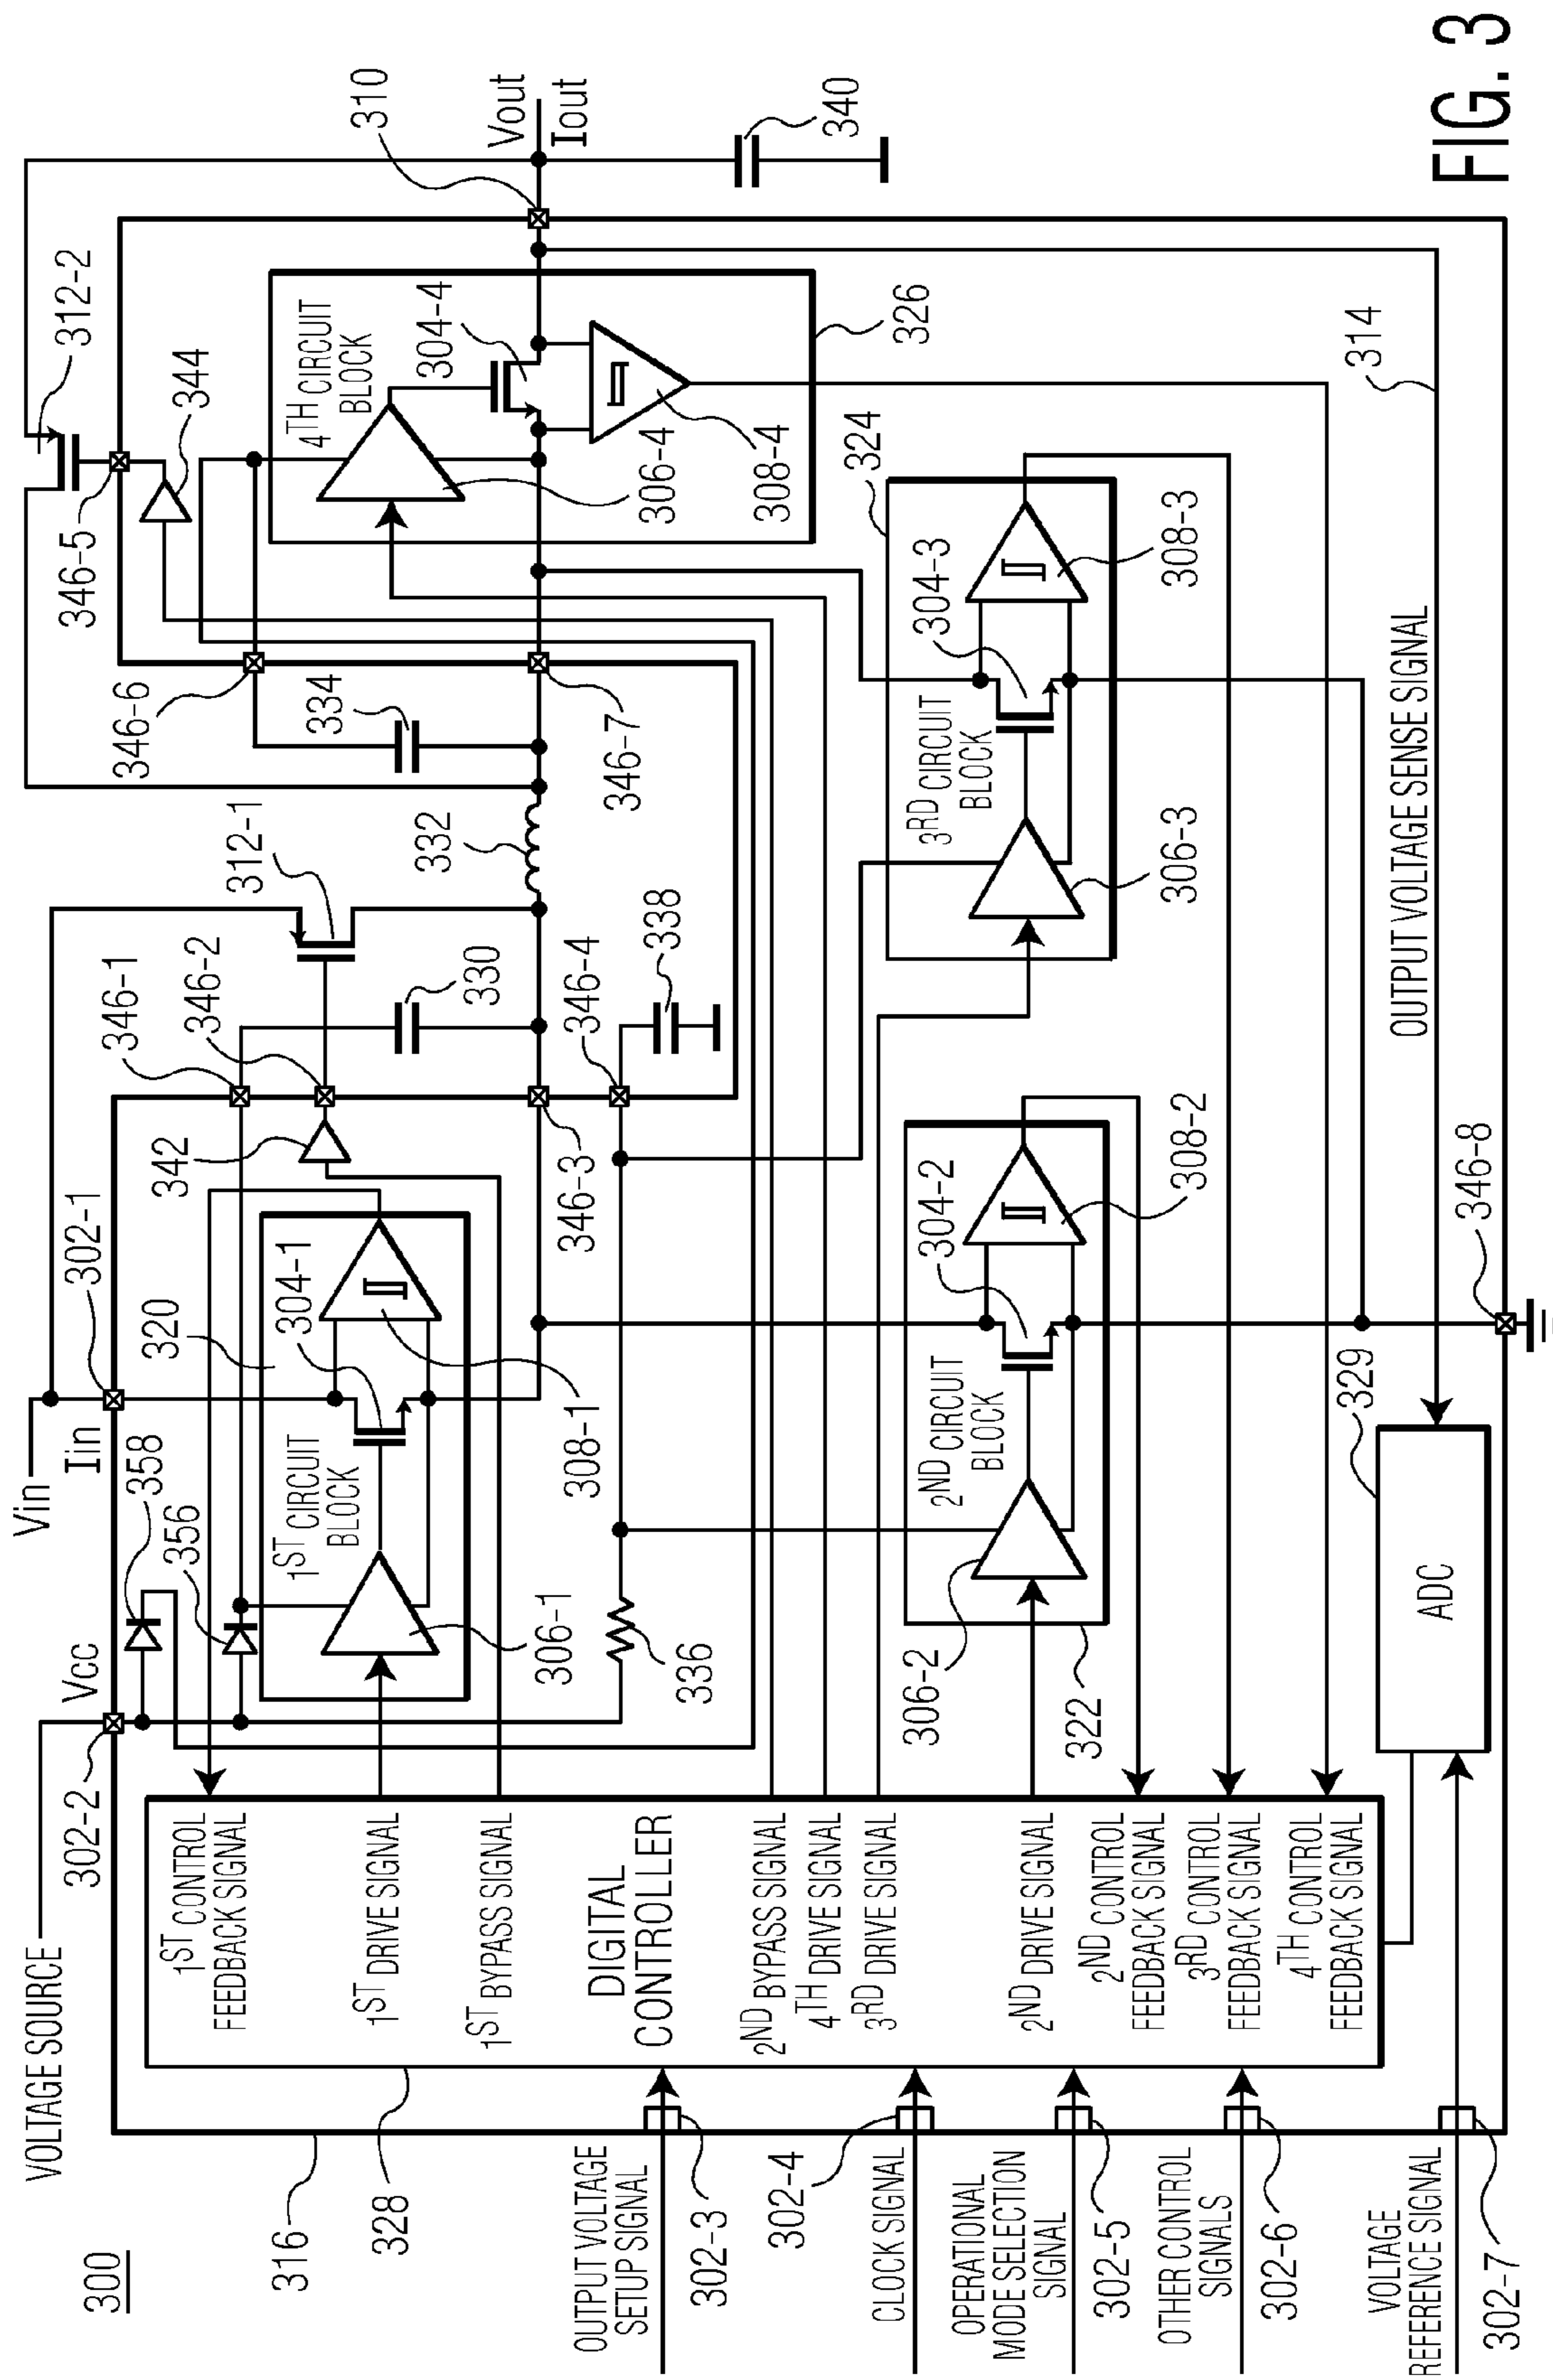 300
316
328
VOLTAGE SOURCE
302-2
Vcc
358
356
Vin
Iin
302-1
320
342
346-1
346-2
312-1
330
332
334
346-6
346-5
344
312-2
310
Vout
Iout
340
1ST CIRCUIT
BLOCK
304-1
306-1
308-1
346-3
346-4
338
336
346-7
4TH CIRCUIT
BLOCK
304-4
306-4
308-4
326
1ST CONTROL
FEEDBACK SIGNAL
1ST DRIVE SIGNAL
1ST BYPASS SIGNAL
DIGITAL
CONTROLLER
2ND BYPASS SIGNAL
4TH DRIVE SIGNAL
3RD DRIVE SIGNAL
2ND DRIVE SIGNAL
2ND CONTROL
FEEDBACK SIGNAL
3RD CONTROL
FEEDBACK SIGNAL
4TH CONTROL
FEEDBACK SIGNAL
OUTPUT VOLTAGE
SETUP SIGNAL
302-3
302-4
CLOCK SIGNAL
OPERATIONAL
MODE SELECTION
SIGNAL
302-5
OTHER CONTROL
SIGNALS
302-6
VOLTAGE
REFERENCE SIGNAL
302-7
2ND CIRCUIT
BLOCK
304-2
306-2
308-2
322
3RD CIRCUIT
BLOCK
304-3
306-3
308-3
324
329
ADC
346-8
OUTPUT VOLTAGE SENSE SIGNAL
314
FIG. 3